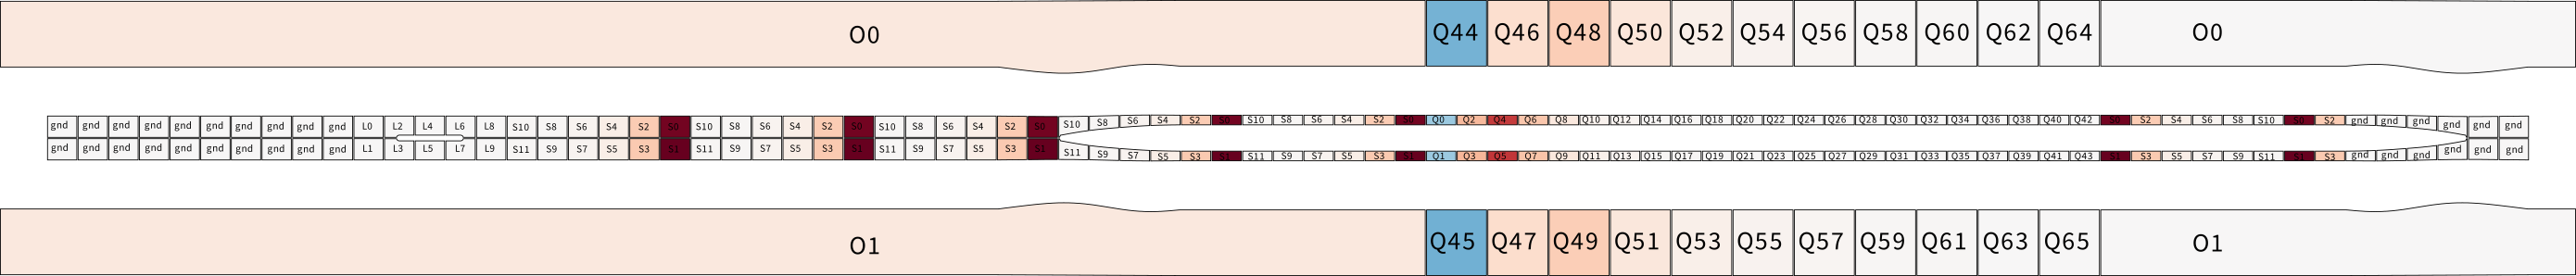 O0 Q44 Q46 Q48 Q50 Q52 Q54 Q56 Q58 Q60 Q62 Q64 O0
gnd gnd gnd gnd gnd gnd gnd gnd gnd gnd L0 L2 L4 L6 L8 S10 S8 S6 S4 S2 S0 S10 S8 S6 S4 S2 S0 S10 S8 S6 S4 S2 S0 S10 S8 S6 S4 S2 S0 S10 S8 S6 S4 S2 S0 Q0 Q2 Q4 Q6 Q8 Q10 Q12 Q14 Q16 Q18 Q20 Q22 Q24 Q26 Q28 Q30 Q32 Q34 Q36 Q38 Q40 Q42 S0 S2 S4 S6 S8 S10 S0 S2 gnd gnd gnd gnd gnd gnd
gnd gnd gnd gnd gnd gnd gnd gnd gnd gnd L1 L3 L5 L7 L9 S11 S9 S7 S5 S3 S1 S11 S9 S7 S5 S3 S1 S11 S9 S7 S5 S3 S1 S11 S9 S7 S5 S3 S1 S11 S9 S7 S5 S3 S1 Q1 Q3 Q5 Q7 Q9 Q11 Q13 Q15 Q17 Q19 Q21 Q23 Q25 Q27 Q29 Q31 Q33 Q35 Q37 Q39 Q41 Q43 S1 S3 S5 S7 S9 S11 S1 S3 gnd gnd gnd gnd gnd gnd
O1 Q45 Q47 Q49 Q51 Q53 Q55 Q57 Q59 Q61 Q63 Q65 O1